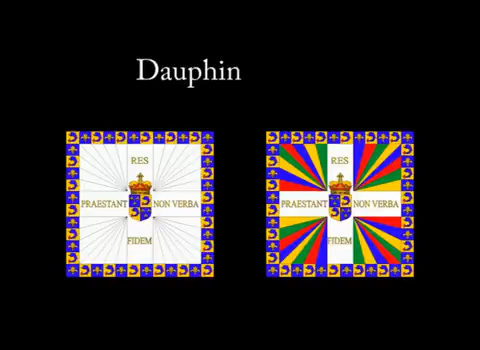 Dauphin
RES
PRAESTANT NON VERBA
FIDEM
RES
PRAESTANT NON VERBA
FIDEM